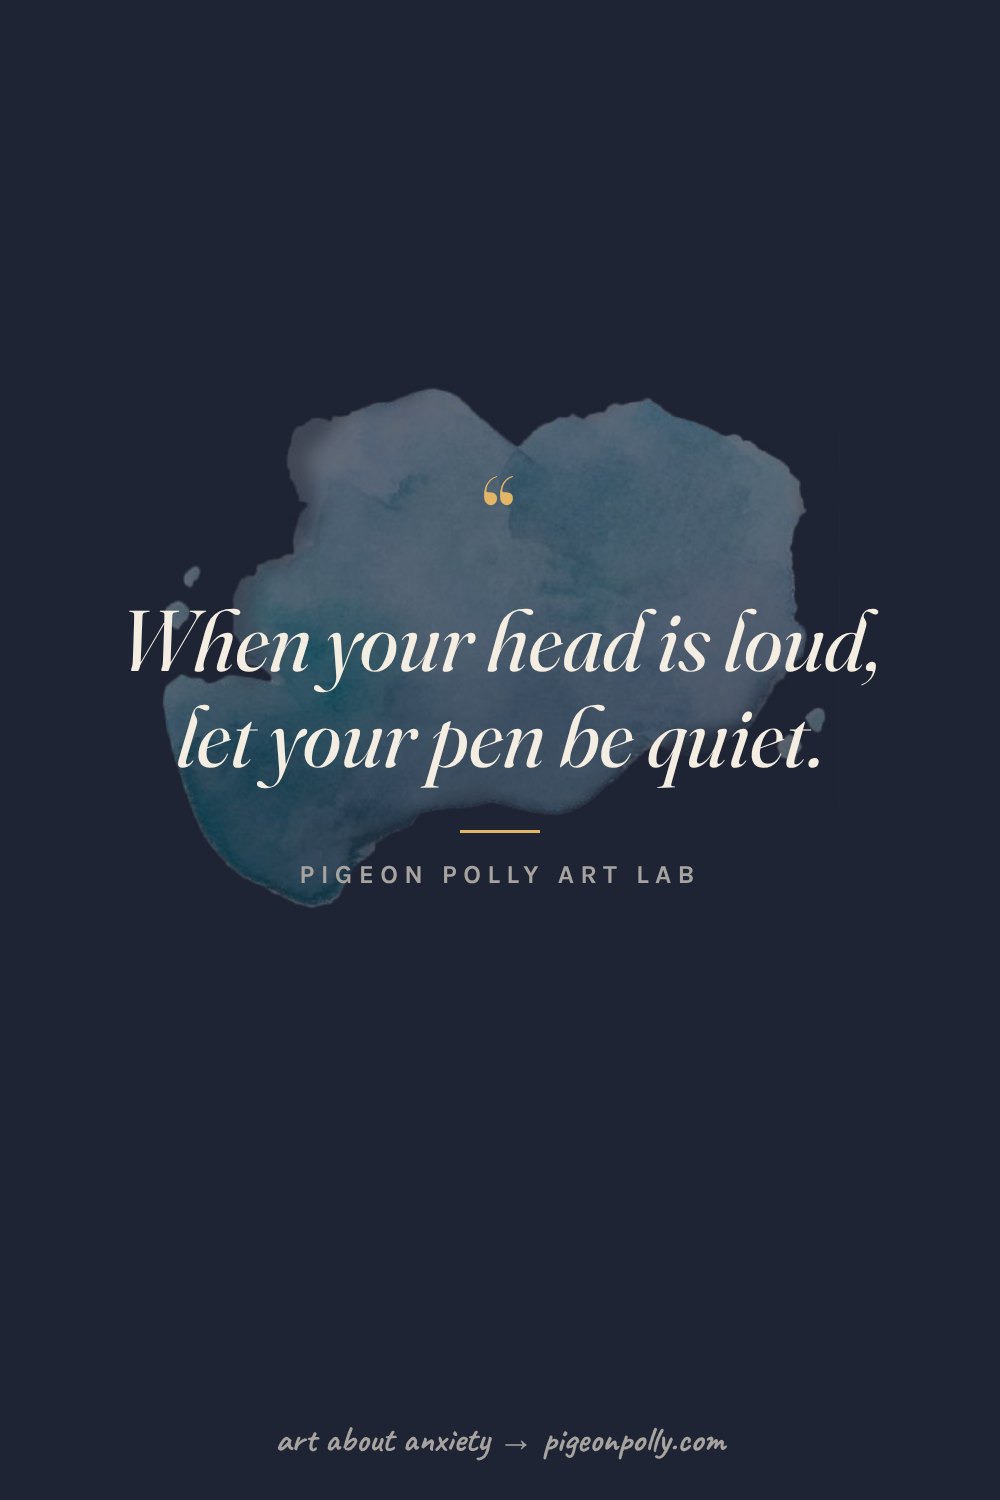 “
When your head is loud,
let your pen be quiet.
PIGEON POLLY ART LAB
art about anxiety → pigeonpolly.com